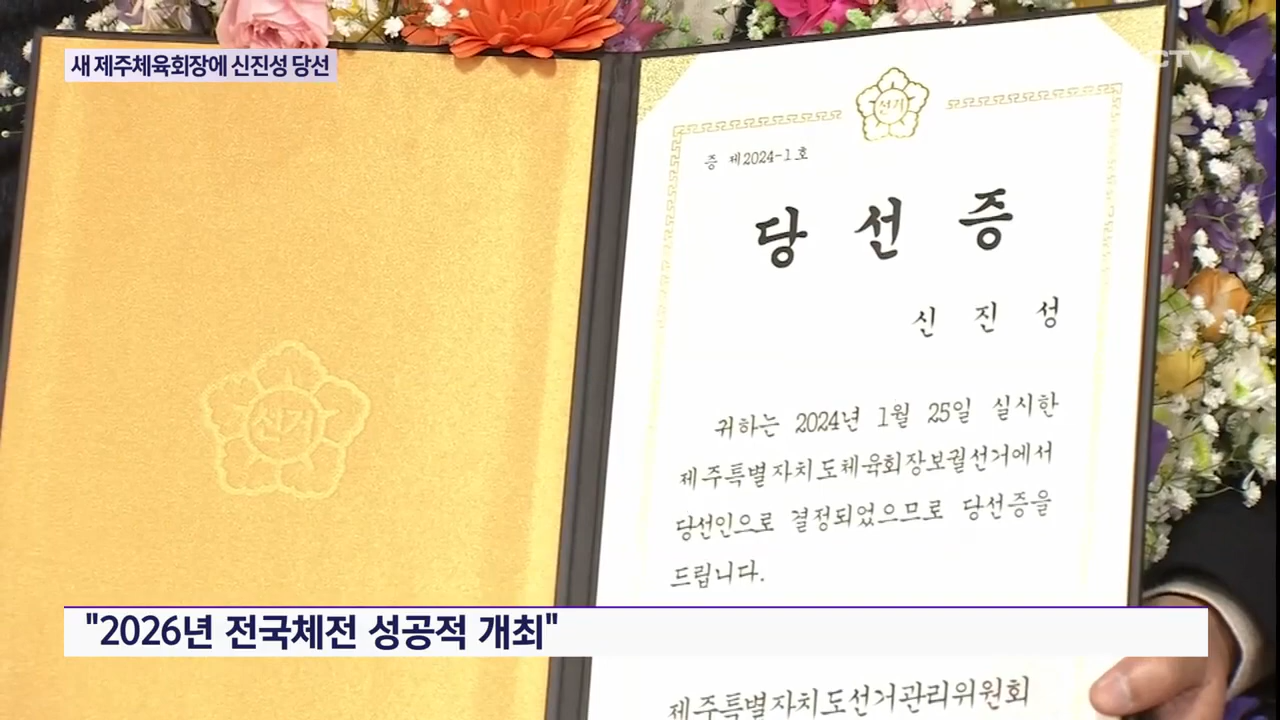 새 제주체육회장에 신진성 당선
CTV
선거
증 제2024-1호
당 선 증
신 진 성
귀하는 2024년 1월 25일 실시한
제주특별자치도체육회장보궐선거에서
당선인으로 결정되었으므로 당선증을
드립니다.
선거
"2026년 전국체전 성공적 개최"
제주특별자치도선거관리위원회